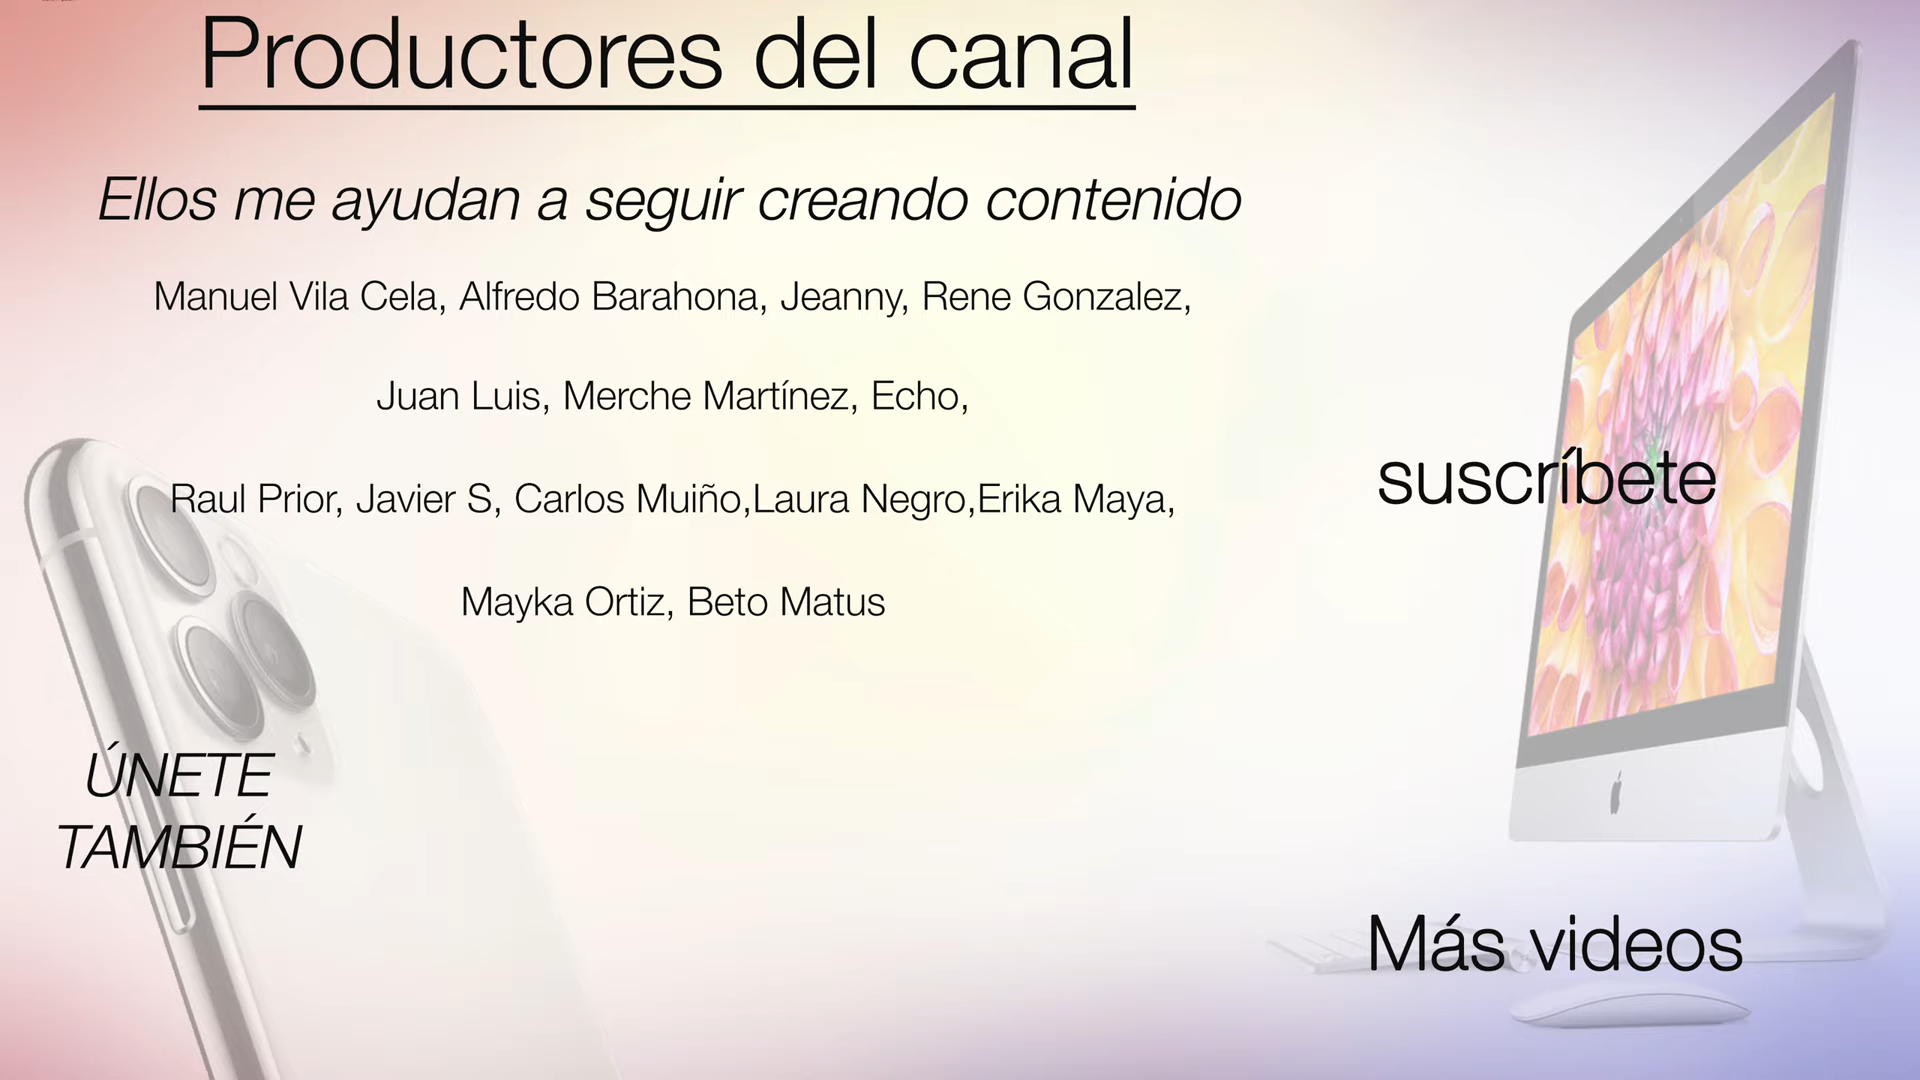 Productores del canal
Ellos me ayudan a seguir creando contenido
Manuel Vila Cela, Alfredo Barahona, Jeanny, Rene Gonzalez,
Juan Luis, Merche Martínez, Echo,
Raul Prior, Javier S, Carlos Muiño,Laura Negro,Erika Maya,
Mayka Ortiz, Beto Matus
suscríbete
ÚNETE
TAMBIÉN
Más videos